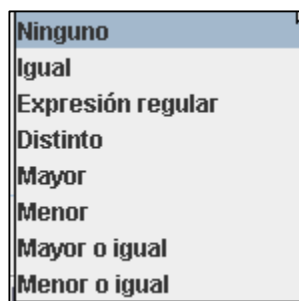 Ninguno
Igual
Expresión regular
Distinto
Mayor
Menor
Mayor o igual
Menor o igual